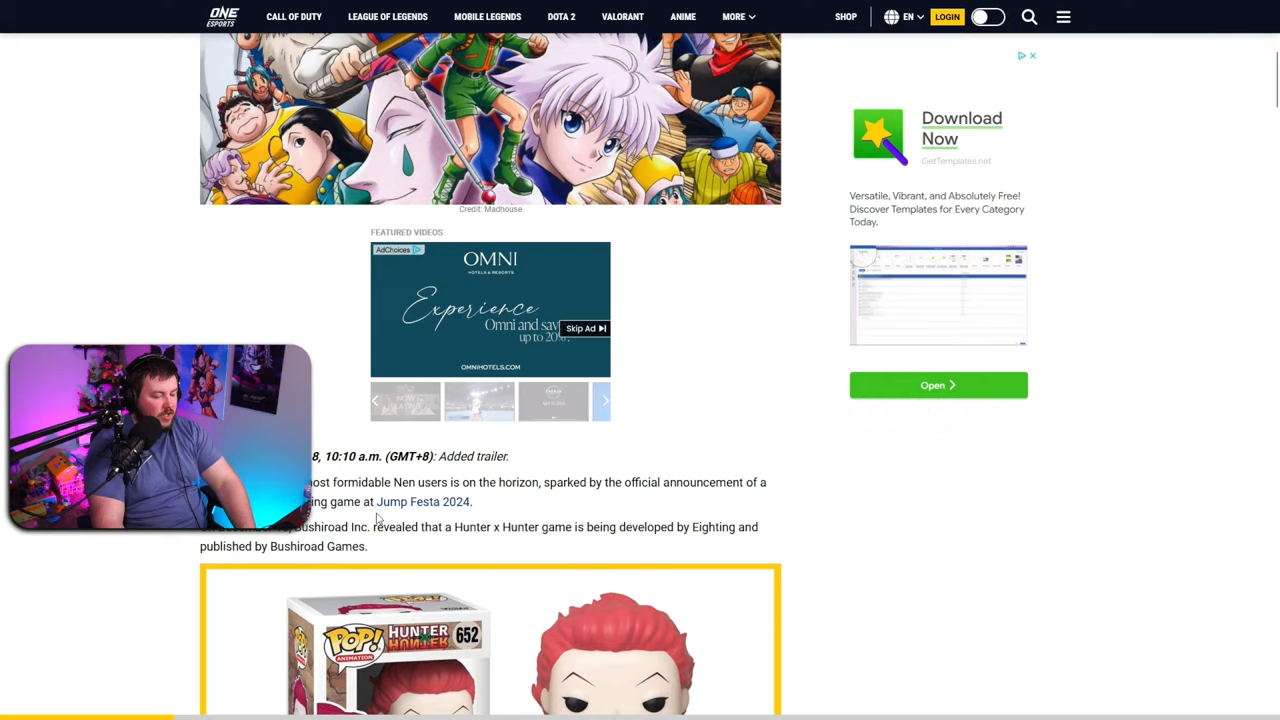 ONE
ESPORTS
CALL OF DUTY
LEAGUE OF LEGENDS
MOBILE LEGENDS
DOTA 2
VALORANT
ANIME
MORE
SHOP
EN
LOGIN
Credit: Madhouse
FEATURED VIDEOS
AdChoices
OMNI
HOTELS & RESORTS
Experience
Omni and sav
up to 20%.
Skip Ad
OMNIHOTELS.COM
Download
Now
GetTemplates.net
Versatile, Vibrant, and Absolutely Free!
Discover Templates for Every Category
Today.
Open
8, 10:10 a.m. (GMT+8): Added trailer.
most formidable Nen users is on the horizon, sparked by the official announcement of a
ing game at Jump Festa 2024.
Bushiroad Inc. revealed that a Hunter x Hunter game is being developed by Eighting and
published by Bushiroad Games.
POP!
ANIMATION
HUNTER
HUNTER
652